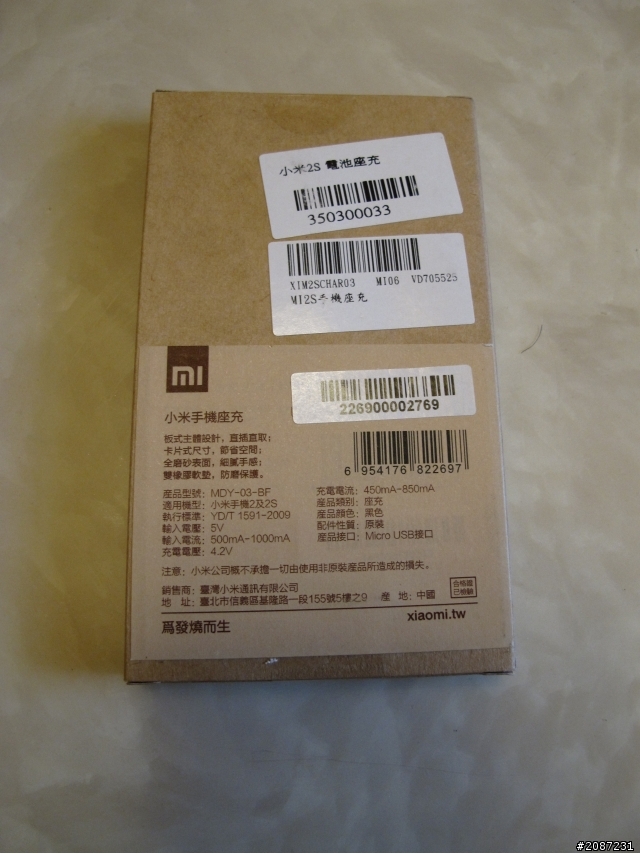 小米2S 電池座充
350300033
XIM2SCHAR03 MI06 VD705525
MI2S手機座充
mi
226900002769
小米手機座充
板式主體設計，直插直取；
卡片式尺寸，節省空間；
全磨砂表面，細膩手感；
雙橡膠軟墊，防磨保護。
6 954176 822697
產品型號：MDY-03-BF
適用機型：小米手機2及2S
執行標準：YD/T 1591-2009
輸入電壓：5V
輸入電流：500mA-1000mA
充電電壓：4.2V
充電電流：450mA-850mA
產品類別：座充
產品顏色：黑色
配件性質：原裝
產品接口：Micro USB接口
注意：小米公司概不承擔一切由使用非原裝產品所造成的損失。
銷售商：臺灣小米通訊有限公司
地 址：臺北市信義區基隆路一段155號5樓之9 產 地：中國
合格證
已檢驗
爲發燒而生
xiaomi.tw
#2087231